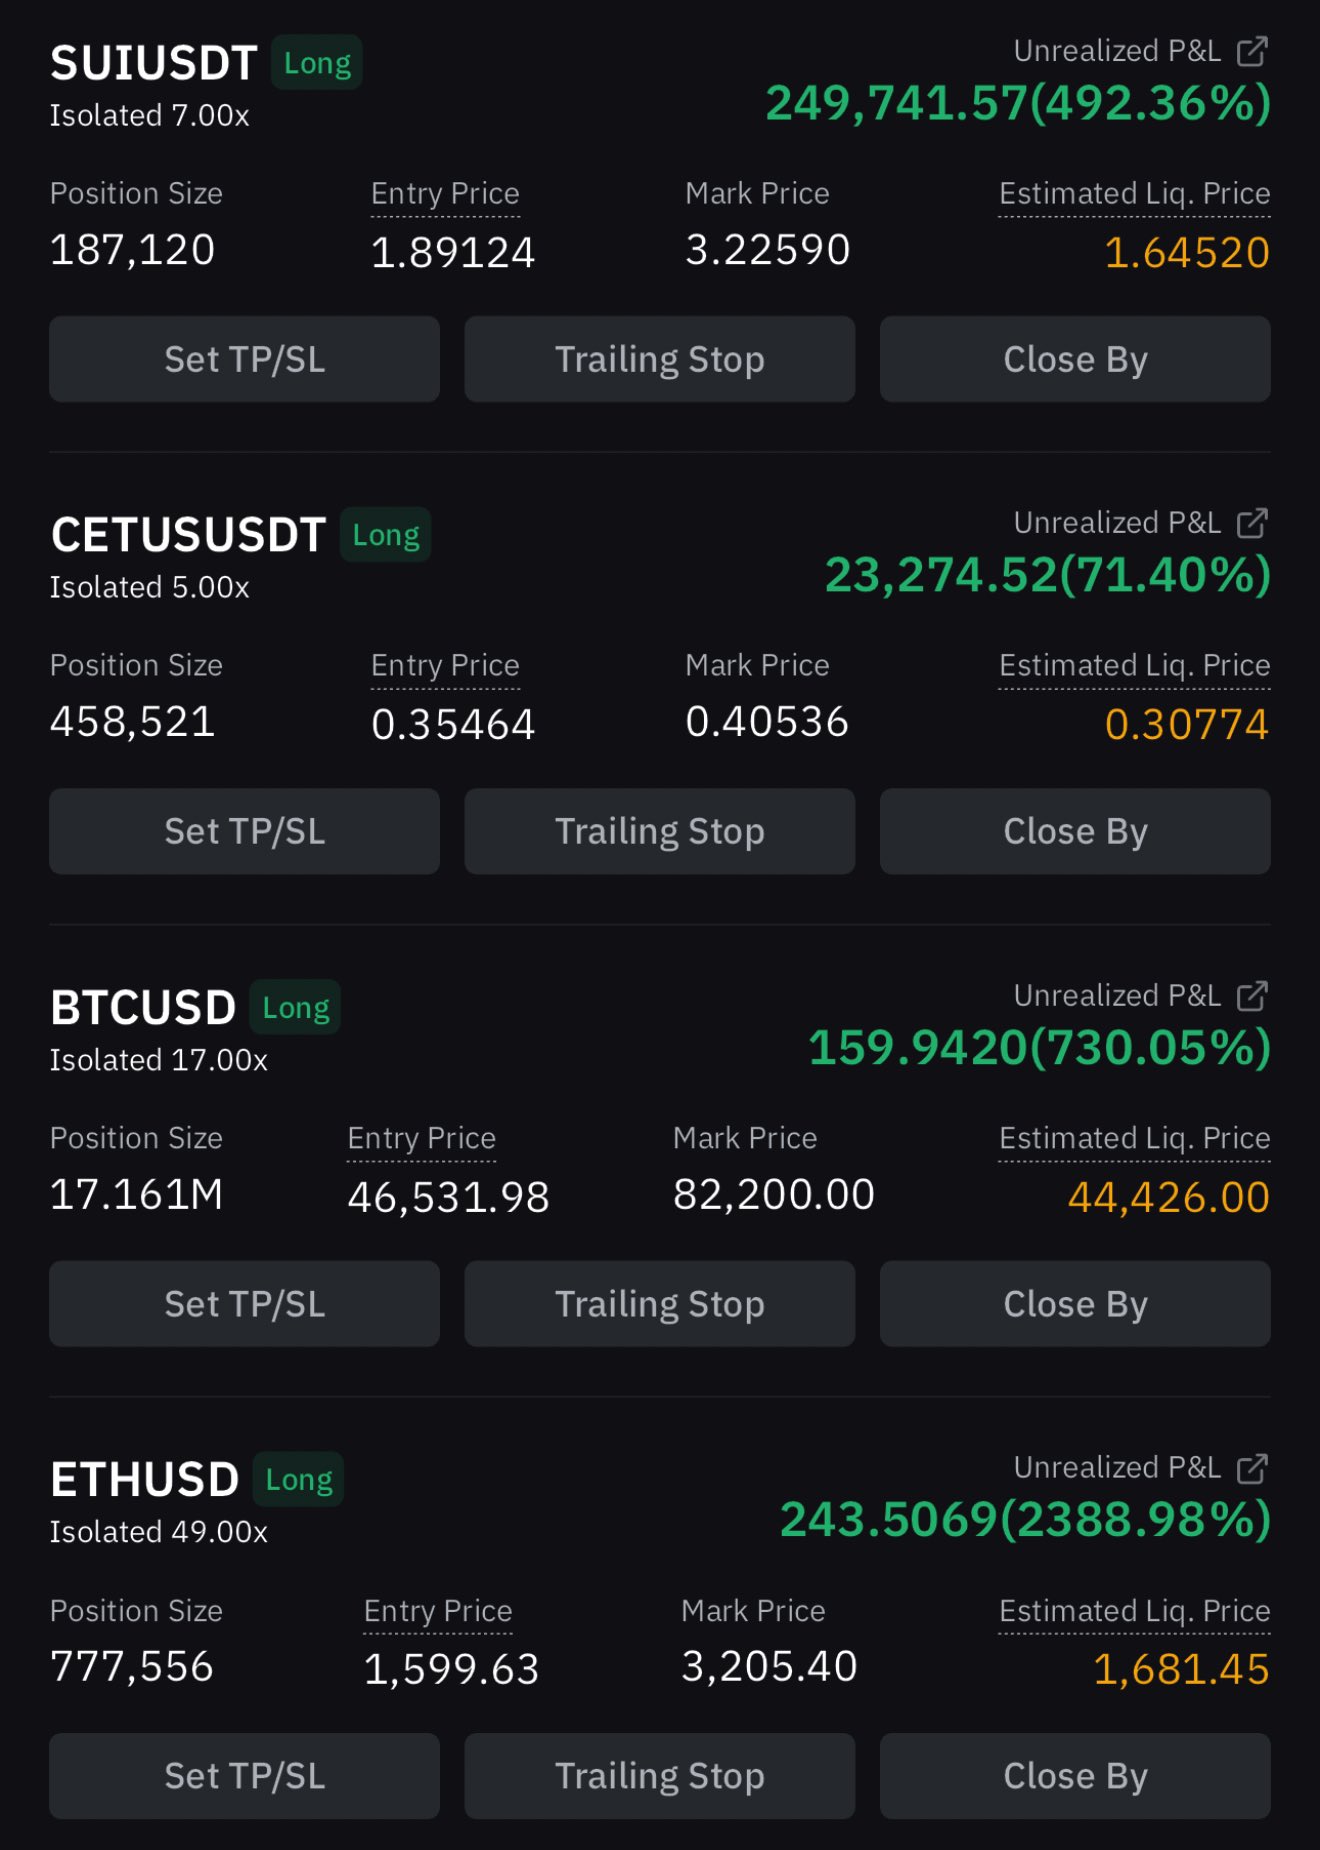 SUIUSDT Long
Isolated 7.00x
Unrealized P&L
249,741.57(492.36%)
Position Size Entry Price Mark Price Estimated Liq. Price
187,120 1.89124 3.22590 1.64520
Set TP/SL Trailing Stop Close By
CETUSUSDT Long
Isolated 5.00x
Unrealized P&L
23,274.52(71.40%)
Position Size Entry Price Mark Price Estimated Liq. Price
458,521 0.35464 0.40536 0.30774
Set TP/SL Trailing Stop Close By
BTCUSD Long
Isolated 17.00x
Unrealized P&L
159.9420(730.05%)
Position Size Entry Price Mark Price Estimated Liq. Price
17.161M 46,531.98 82,200.00 44,426.00
Set TP/SL Trailing Stop Close By
ETHUSD Long
Isolated 49.00x
Unrealized P&L
243.5069(2388.98%)
Position Size Entry Price Mark Price Estimated Liq. Price
777,556 1,599.63 3,205.40 1,681.45
Set TP/SL Trailing Stop Close By